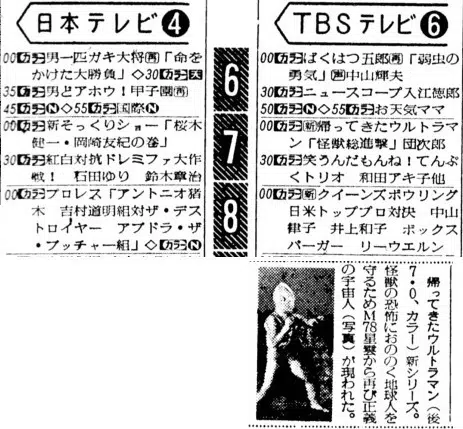 日本テレビ4
00カラー男一匹ガキ大将画「命を
かけた大勝負」◇30カラー天
35カラー男どアホウ!甲子園画
45カラーN◇55カラー国際N
00カラー新そっくりショー「桜木
健一・岡崎友紀の巻」
30カラー紅白対抗ドレミファ大作
戦! 石田ゆり 鈴木章治
00カラープロレス「アントニオ猪
木 吉村道明組対ザ・デス
トロイヤー アブドラ・ザ
・ブッチャー組」◇カラーN
6
7
8
TBSテレビ6
00カラーばくはつ五郎画「弱虫の
勇気」声中山輝夫
30カラーニュースコープ入江徳郎
50カラーN◇55カラーお天気ママ
00カラー新帰ってきたウルトラマ
ン「怪獣総進撃」団次郎
30カラー笑うんだもんね!てんぷ
くトリオ 和田アキ子他
00カラー新クイーンズボウリング
日米トッププロ対決 中山
律子 井上和子 ボックス
バーガー リーウエルン
帰ってきたウルトラマン(後
7・0、カラー)新シリーズ。
怪獣の恐怖におののく地球人を
守るためM78星雲から再び正義
の宇宙人(写真)が現われた。